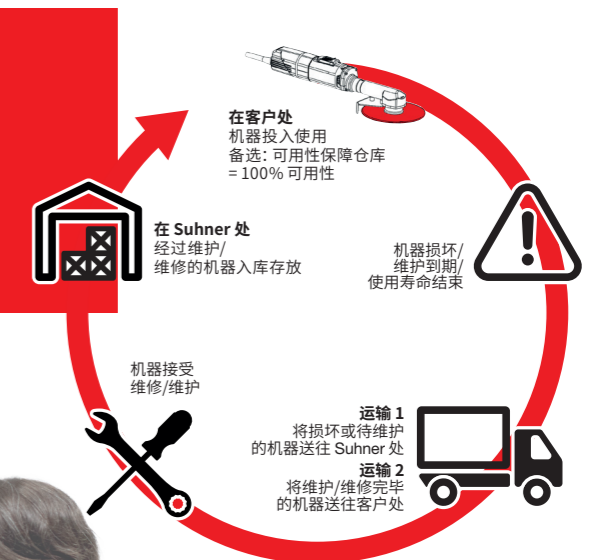 在客户处
机器投入使用
备选：可用性保障仓库
= 100% 可用性
在 Suhner 处
经过维护/
维修的机器入库存放
机器损坏/
维护到期/
使用寿命结束
机器接受
维修/维护
运输 1
将损坏或待维护
的机器送往 Suhner 处
运输 2
将维护/维修完毕
的机器送往客户处